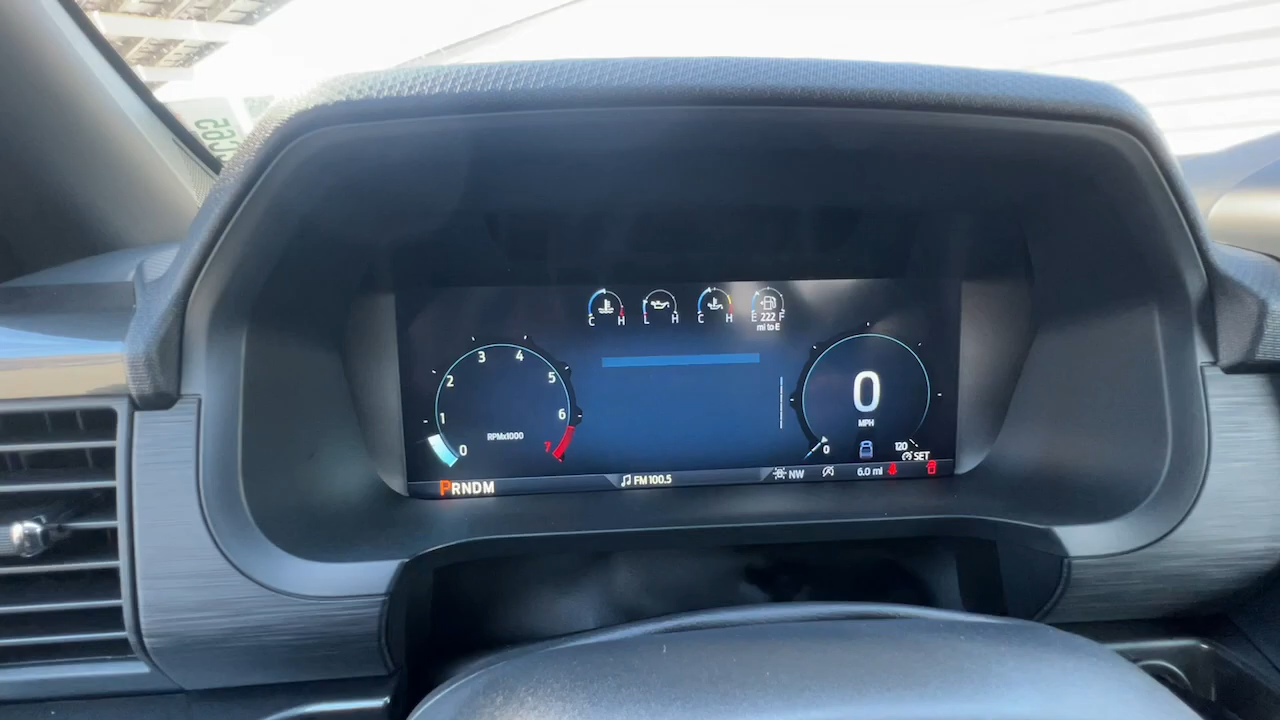 C H
L H
C H
E 222 F
mi to E
0
1
2
3
4
5
6
7
RPMx1000
0
MPH
0
120
SET
PRNDM
FM 100.5
NW
6.0 mi